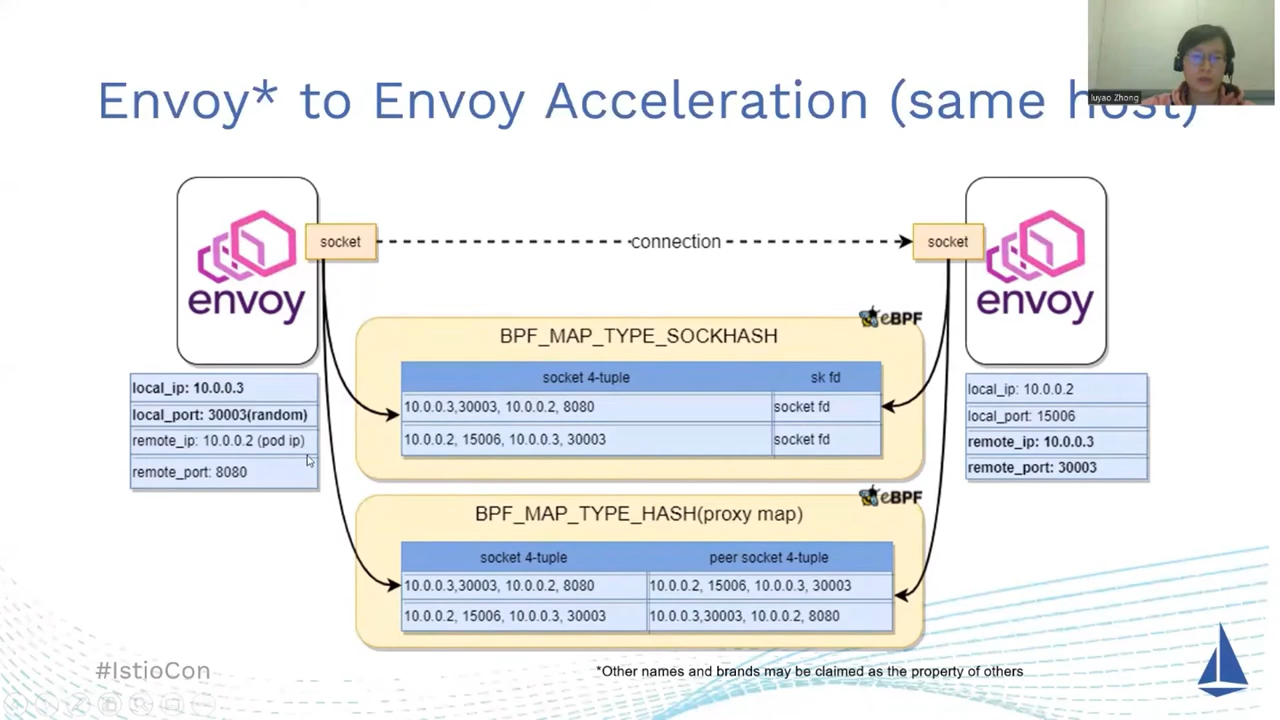 luyao Zhong
Envoy* to Envoy Acceleration (same host)
envoy
socket
connection
socket
envoy
local_ip: 10.0.0.3
local_port: 30003(random)
remote_ip: 10.0.0.2 (pod ip)
remote_port: 8080
eBPF
BPF_MAP_TYPE_SOCKHASH
socket 4-tuple sk fd
10.0.0.3,30003, 10.0.0.2, 8080 socket fd
10.0.0.2, 15006, 10.0.0.3, 30003 socket fd
local_ip: 10.0.0.2
local_port: 15006
remote_ip: 10.0.0.3
remote_port: 30003
eBPF
BPF_MAP_TYPE_HASH(proxy map)
socket 4-tuple peer socket 4-tuple
10.0.0.3,30003, 10.0.0.2, 8080 10.0.0.2, 15006, 10.0.0.3, 30003
10.0.0.2, 15006, 10.0.0.3, 30003 10.0.0.3,30003, 10.0.0.2, 8080
#IstioCon
*Other names and brands may be claimed as the property of others